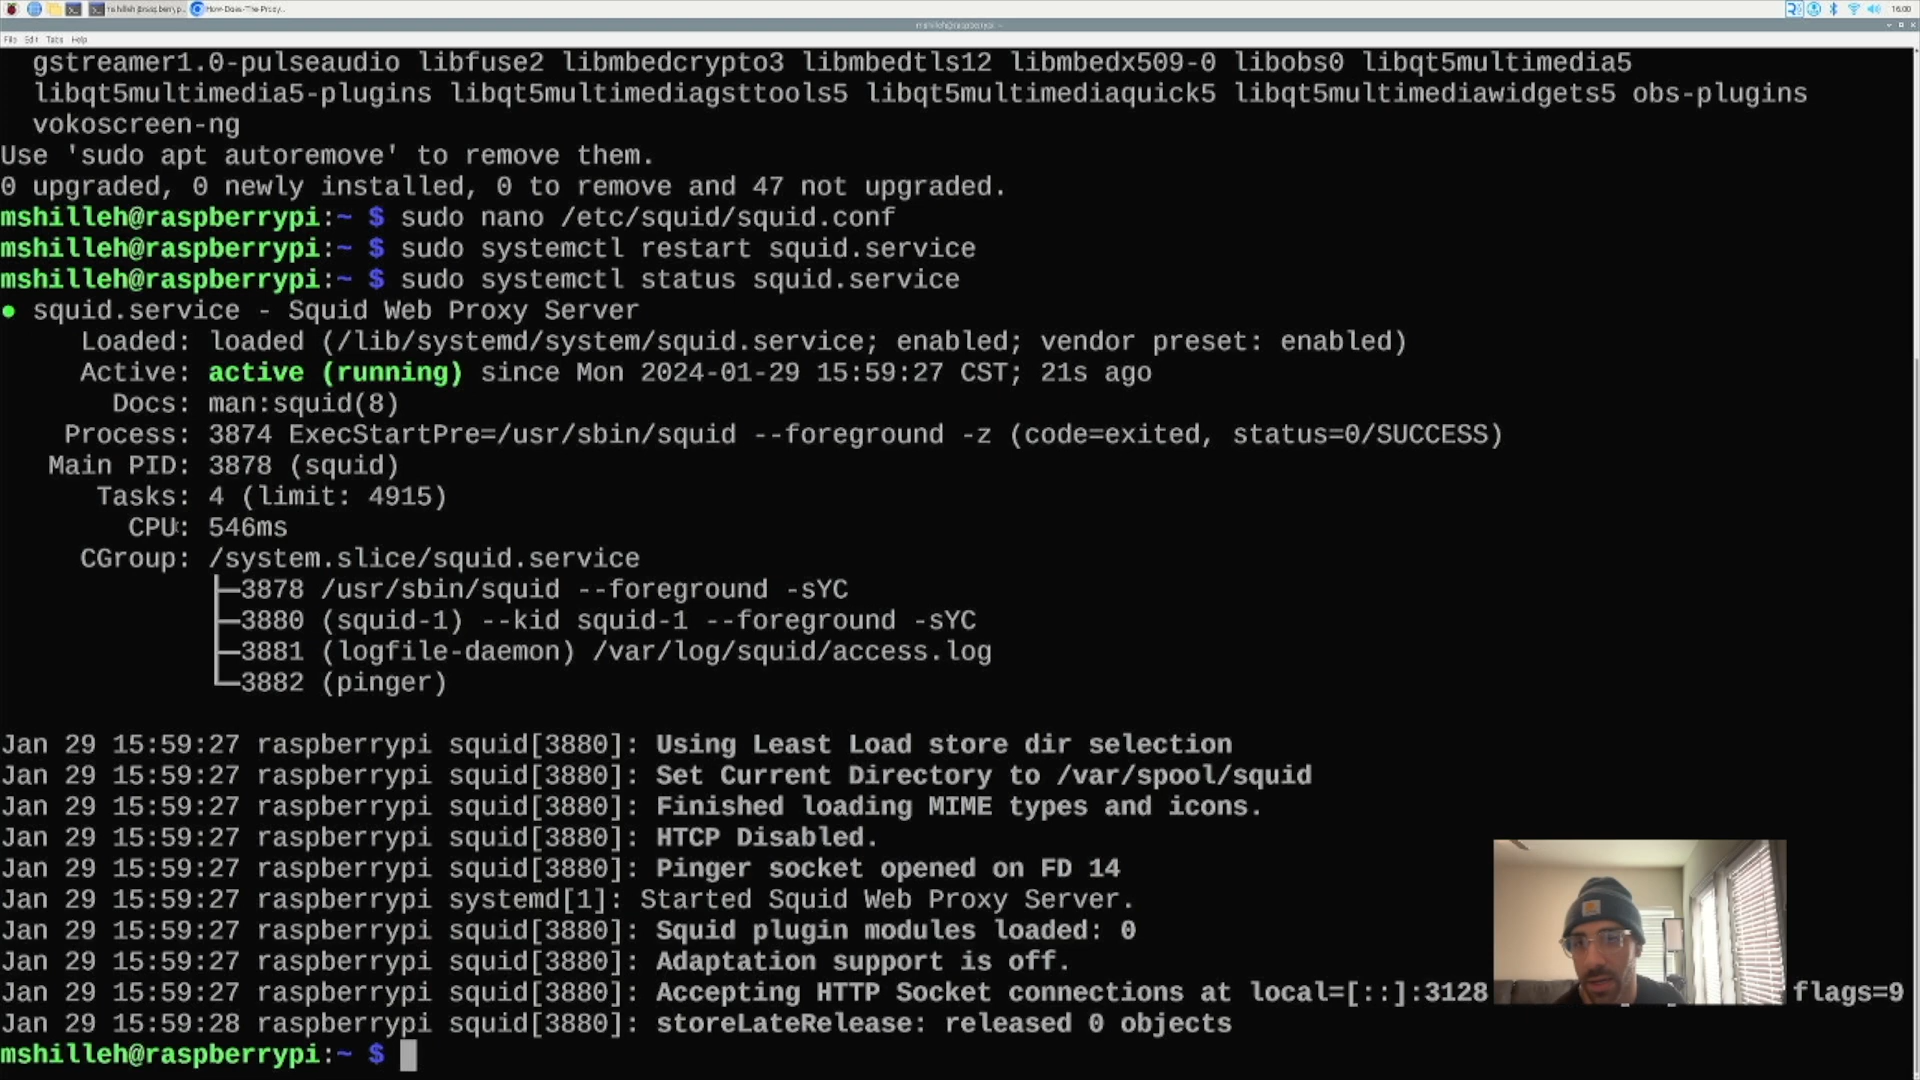 mshilleh@raspberryp... How-Does-The-Proxy... 16:00
mshilleh@raspberrypi: ~
File Edit Tabs Help
gstreamer1.0-pulseaudio libfuse2 libmbedcrypto3 libmbedtls12 libmbedx509-0 libobs0 libqt5multimedia5
libqt5multimedia5-plugins libqt5multimediagsttools5 libqt5multimediaquick5 libqt5multimediawidgets5 obs-plugins
vokoscreen-ng
Use 'sudo apt autoremove' to remove them.
0 upgraded, 0 newly installed, 0 to remove and 47 not upgraded.
mshilleh@raspberrypi:~ $ sudo nano /etc/squid/squid.conf
mshilleh@raspberrypi:~ $ sudo systemctl restart squid.service
mshilleh@raspberrypi:~ $ sudo systemctl status squid.service
● squid.service - Squid Web Proxy Server
Loaded: loaded (/lib/systemd/system/squid.service; enabled; vendor preset: enabled)
Active: active (running) since Mon 2024-01-29 15:59:27 CST; 21s ago
Docs: man:squid(8)
Process: 3874 ExecStartPre=/usr/sbin/squid --foreground -z (code=exited, status=0/SUCCESS)
Main PID: 3878 (squid)
Tasks: 4 (limit: 4915)
CPU: 546ms
CGroup: /system.slice/squid.service
├─3878 /usr/sbin/squid --foreground -sYC
├─3880 (squid-1) --kid squid-1 --foreground -sYC
├─3881 (logfile-daemon) /var/log/squid/access.log
└─3882 (pinger)
Jan 29 15:59:27 raspberrypi squid[3880]: Using Least Load store dir selection
Jan 29 15:59:27 raspberrypi squid[3880]: Set Current Directory to /var/spool/squid
Jan 29 15:59:27 raspberrypi squid[3880]: Finished loading MIME types and icons.
Jan 29 15:59:27 raspberrypi squid[3880]: HTCP Disabled.
Jan 29 15:59:27 raspberrypi squid[3880]: Pinger socket opened on FD 14
Jan 29 15:59:27 raspberrypi systemd[1]: Started Squid Web Proxy Server.
Jan 29 15:59:27 raspberrypi squid[3880]: Squid plugin modules loaded: 0
Jan 29 15:59:27 raspberrypi squid[3880]: Adaptation support is off.
Jan 29 15:59:27 raspberrypi squid[3880]: Accepting HTTP Socket connections at local=[::]:3128 flags=9
Jan 29 15:59:28 raspberrypi squid[3880]: storeLateRelease: released 0 objects
mshilleh@raspberrypi:~ $